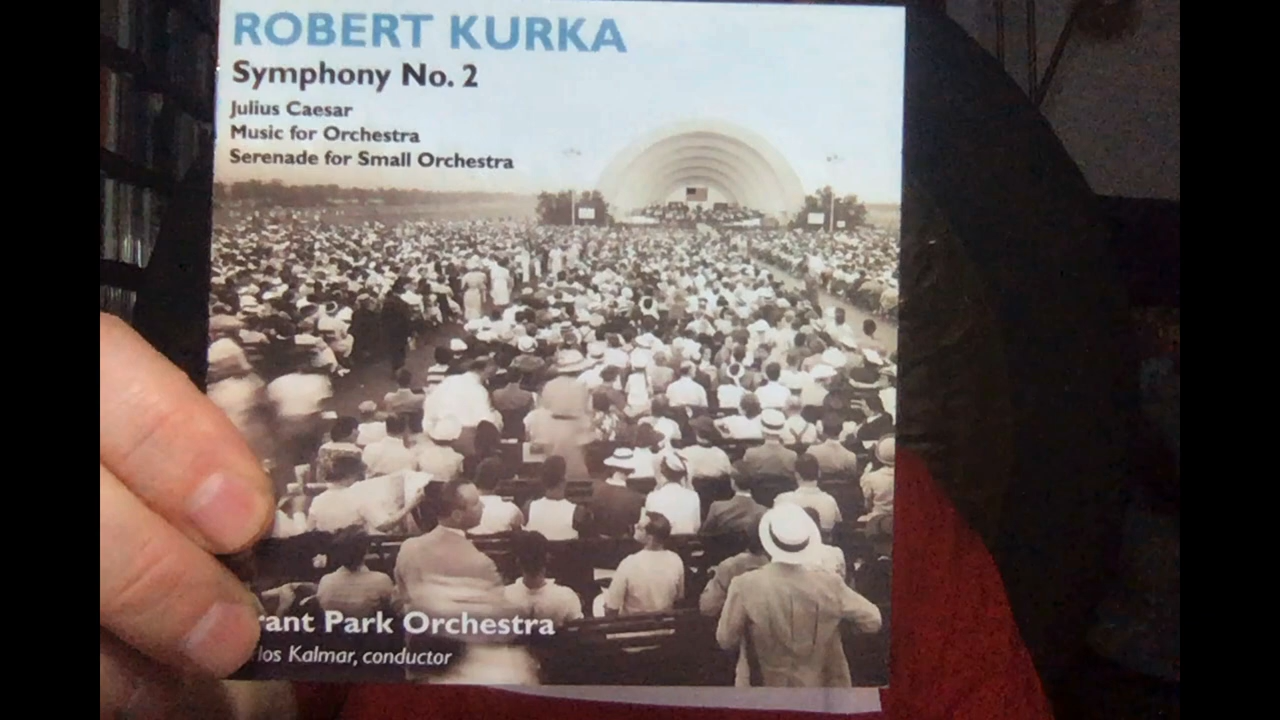 ROBERT KURKA
Symphony No. 2
Julius Caesar
Music for Orchestra
Serenade for Small Orchestra
rant Park Orchestra
los Kalmar, conductor